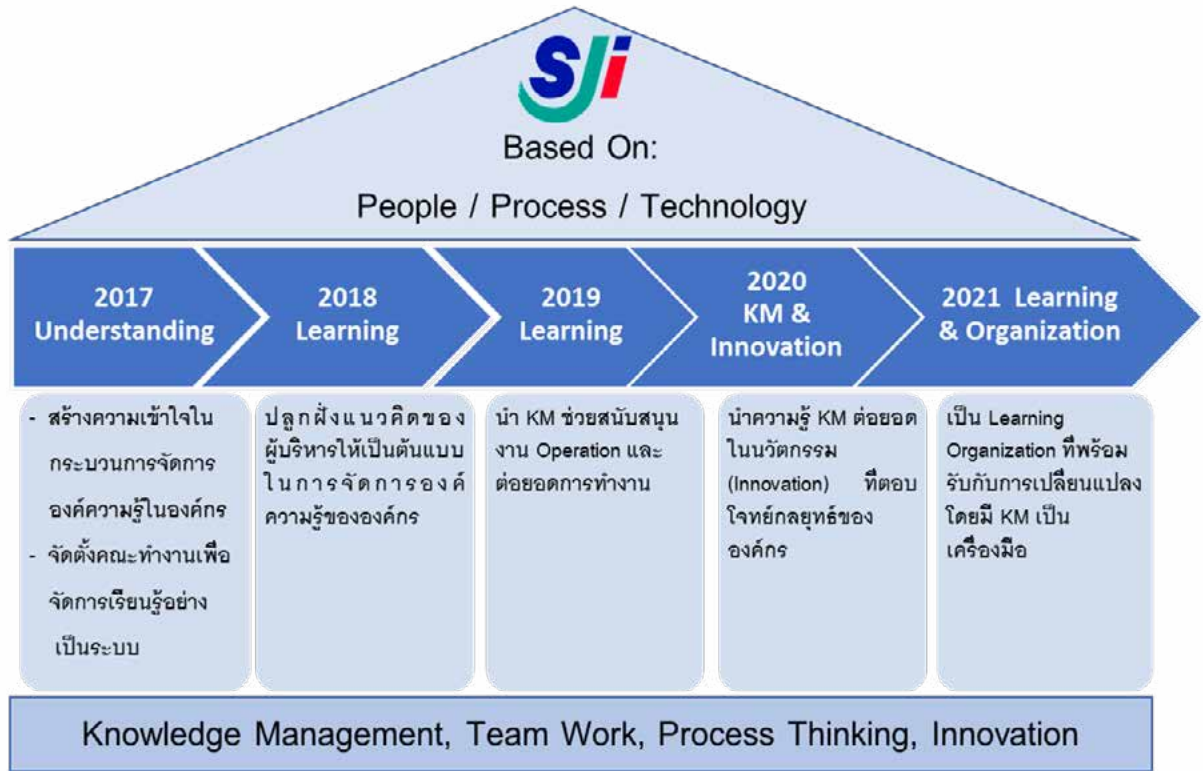 SJi
Based On:
People / Process / Technology
2017
Understanding
2018
Learning
2019
Learning
2020
KM &
Innovation
2021 Learning
& Organization
- สร้างความเข้าใจใน
กระบวนการจัดการ
องค์ความรู้ในองค์กร
- จัดตั้งคณะทำงานเพื่อ
จัดการเรียนรู้อย่าง
เป็นระบบ
ปลูกฝังแนวคิดของ
ผู้บริหารให้เป็นต้นแบบ
ในการจัดการองค์
ความรู้ขององค์กร
นำ KM ช่วยสนับสนุน
งาน Operation และ
ต่อยอดการทำงาน
นำความรู้ KM ต่อยอด
ในนวัตกรรม
(Innovation) ที่ตอบ
โจทย์กลยุทธ์ของ
องค์กร
เป็น Learning
Organization ที่พร้อม
รับกับการเปลี่ยนแปลง
โดยมี KM เป็น
เครื่องมือ
Knowledge Management, Team Work, Process Thinking, Innovation